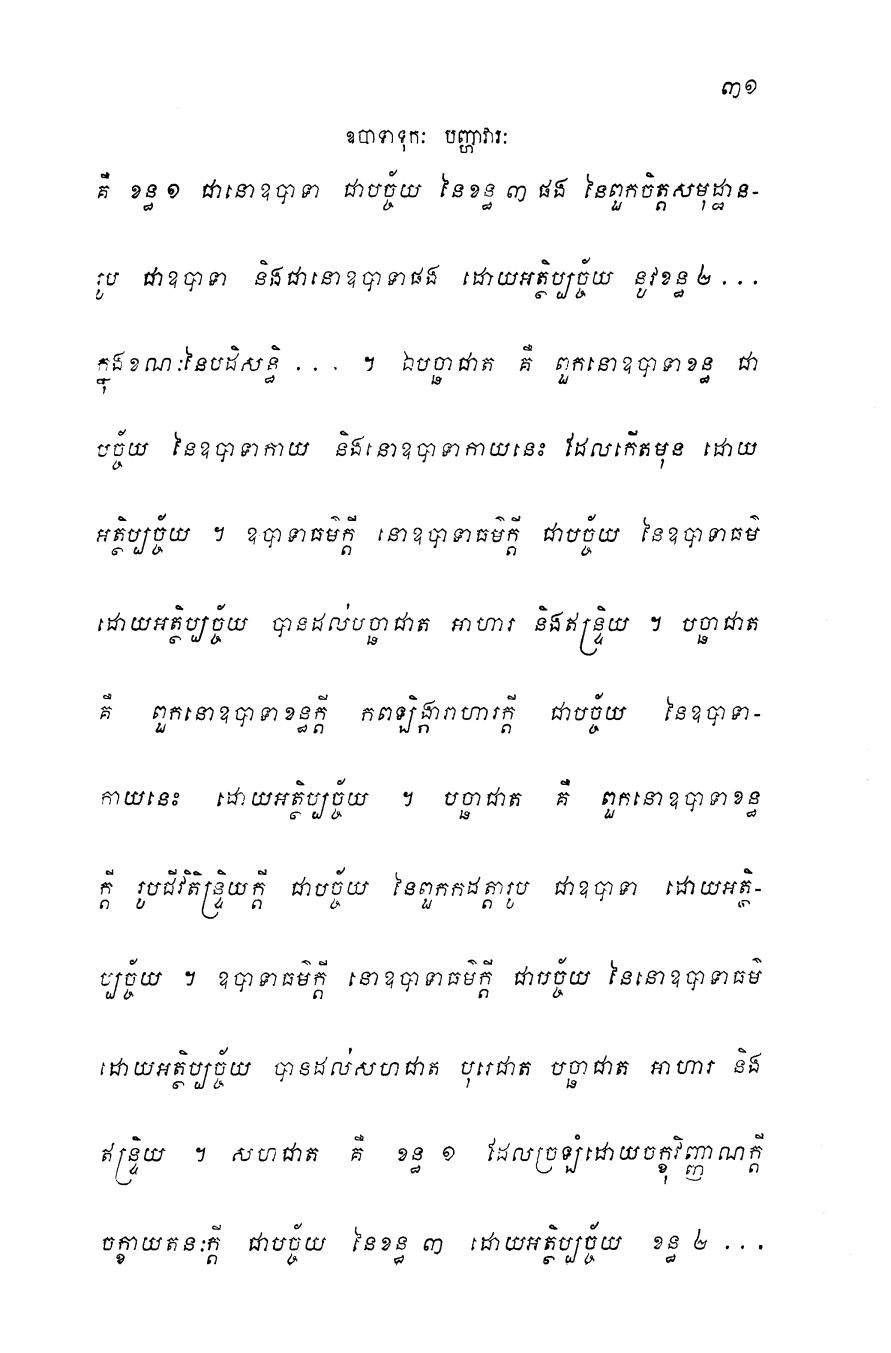 ៣១
ឧបាទាទុកៈ បញ្ហាវារៈ
គឺ ខន្ធ ១ ជានោឧបាទា ជាបច្ច័យ នៃខន្ធ ៣ ផង នៃពួកចិត្តសមុដ្ឋាន-
រូប ជាឧបាទា និងជានោឧបាទាផង ដោយអត្ថិប្បច្ច័យ នូវខន្ធ ២ ...
ក្នុងខណៈនៃបដិសន្ធិ ... ។ ឯបច្ឆាជាត គឺ ពួកនោឧបាទាខន្ធ ជា
បច្ច័យ នៃឧបាទាកាយ និងនោឧបាទាកាយនេះ ដែលកើតមុន ដោយ
អត្ថិប្បច្ច័យ ។ ឧបាទាធម៌ក្តី នោឧបាទាធម៌ក្តី ជាបច្ច័យ នៃឧបាទាធម៌
ដោយអត្ថិប្បច្ច័យ បានដល់បច្ឆាជាត អាហារ និងឥន្ទ្រិយ ។ បច្ឆាជាត
គឺ ពួកនោឧបាទាខន្ធក្តី កពឡិង្ការាហារក្តី ជាបច្ច័យ នៃឧបាទា-
កាយនេះ ដោយអត្ថិប្បច្ច័យ ។ បច្ឆាជាត គឺ ពួកនោឧបាទាខន្ធ
ក្តី រូបជីវិតិន្ទ្រិយក្តី ជាបច្ច័យ នៃពួកកដត្តារូប ជាឧបាទា ដោយអត្ថិ-
ប្បច្ច័យ ។ ឧបាទាធម៌ក្តី នោឧបាទាធម៌ក្តី ជាបច្ច័យ នៃនោឧបាទាធម៌
ដោយអត្ថិប្បច្ច័យ បានដល់សហជាត បុរេជាត បច្ឆាជាត អាហារ និង
ឥន្ទ្រិយ ។ សហជាត គឺ ខន្ធ ១ ដែលច្រឡំដោយចក្ខុវិញ្ញាណក្តី
ចក្ខាយតនៈក្តី ជាបច្ច័យ នៃខន្ធ ៣ ដោយអត្ថិប្បច្ច័យ ខន្ធ ២ ...